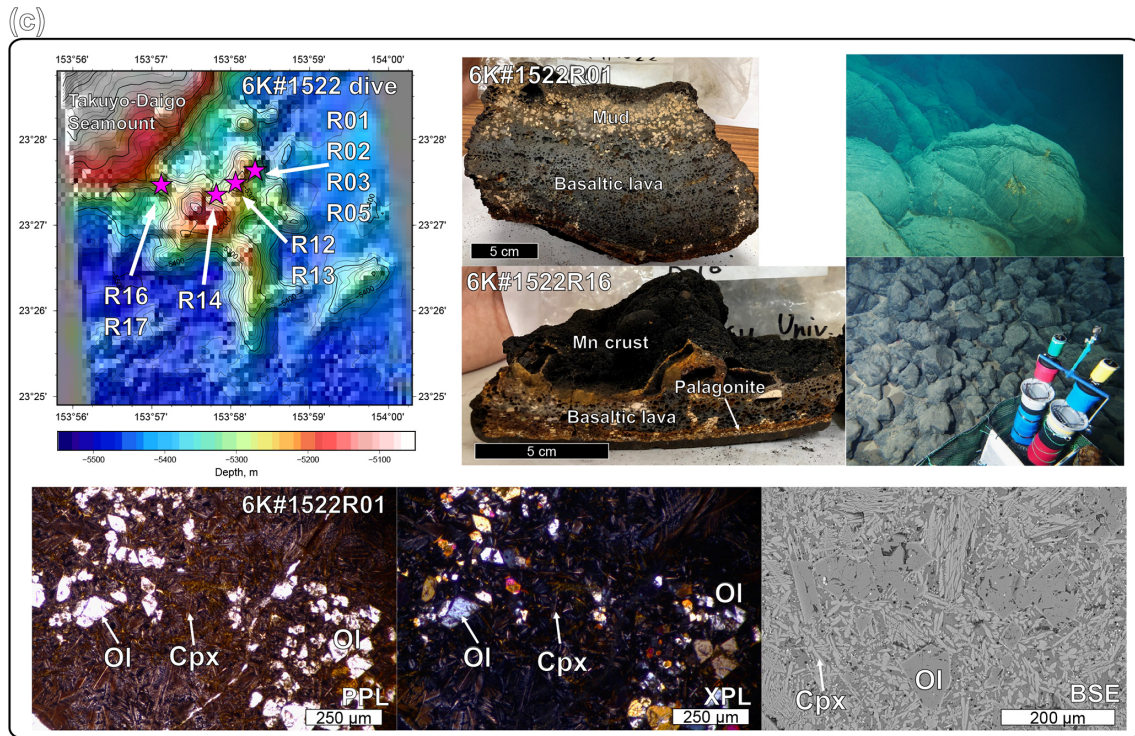 (c)
153°56' 153°57' 153°58' 153°59' 154°00'
6K#1522 dive
Takuyo-Daigo
Seamount
R01
R02
R03
R05
R12
R13
R14
R16
R17
23°28' 23°28'
23°27' 23°27'
23°26' 23°26'
23°25' 23°25'
153°56' 153°57' 153°58' 153°59' 154°00'
−5500 −5400 −5300 −5200 −5100
Depth, m
6K#1522R01
Mud
Basaltic lava
5 cm
6K#1522R16
Univ.
Mn crust
Palagonite
Basaltic lava
5 cm
6K#1522R01
Ol
Cpx
Ol
PPL
250 µm
Ol
Cpx
Ol
XPL
250 µm
Cpx
Ol
BSE
200 µm